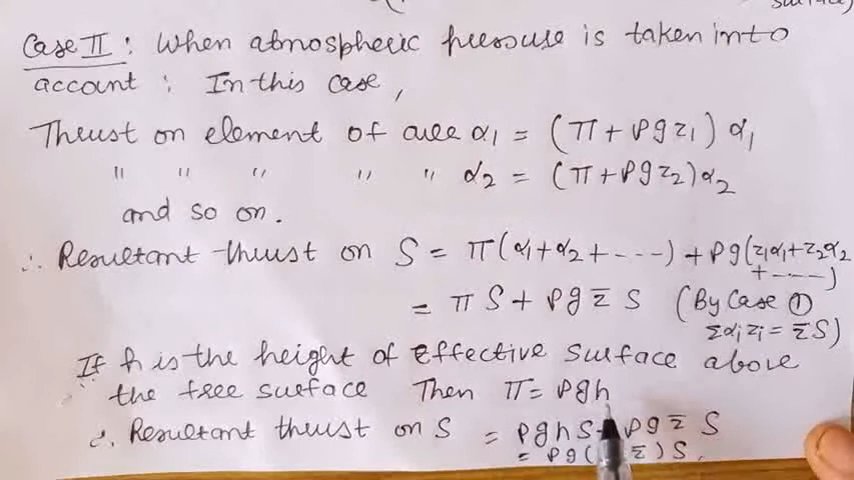 surface)
Case II : When atmospheric pressure is taken into
account : In this case,
Thrust on element of area α₁ = (π + ρgz₁) α₁
" " " " " α₂ = (π + ρgz₂) α₂
and so on.
∴ Resultant thrust on S = π(α₁+α₂+----) + ρg(z₁α₁+z₂α₂
+-----)
= πS + ρg z̄ S (By Case ①
Σαᵢzᵢ = z̄S)
If h is the height of Effective surface above
the free surface Then π = ρgh
∴ Resultant thrust on S = ρghS + ρg z̄ S
= ρg( z̄)S.